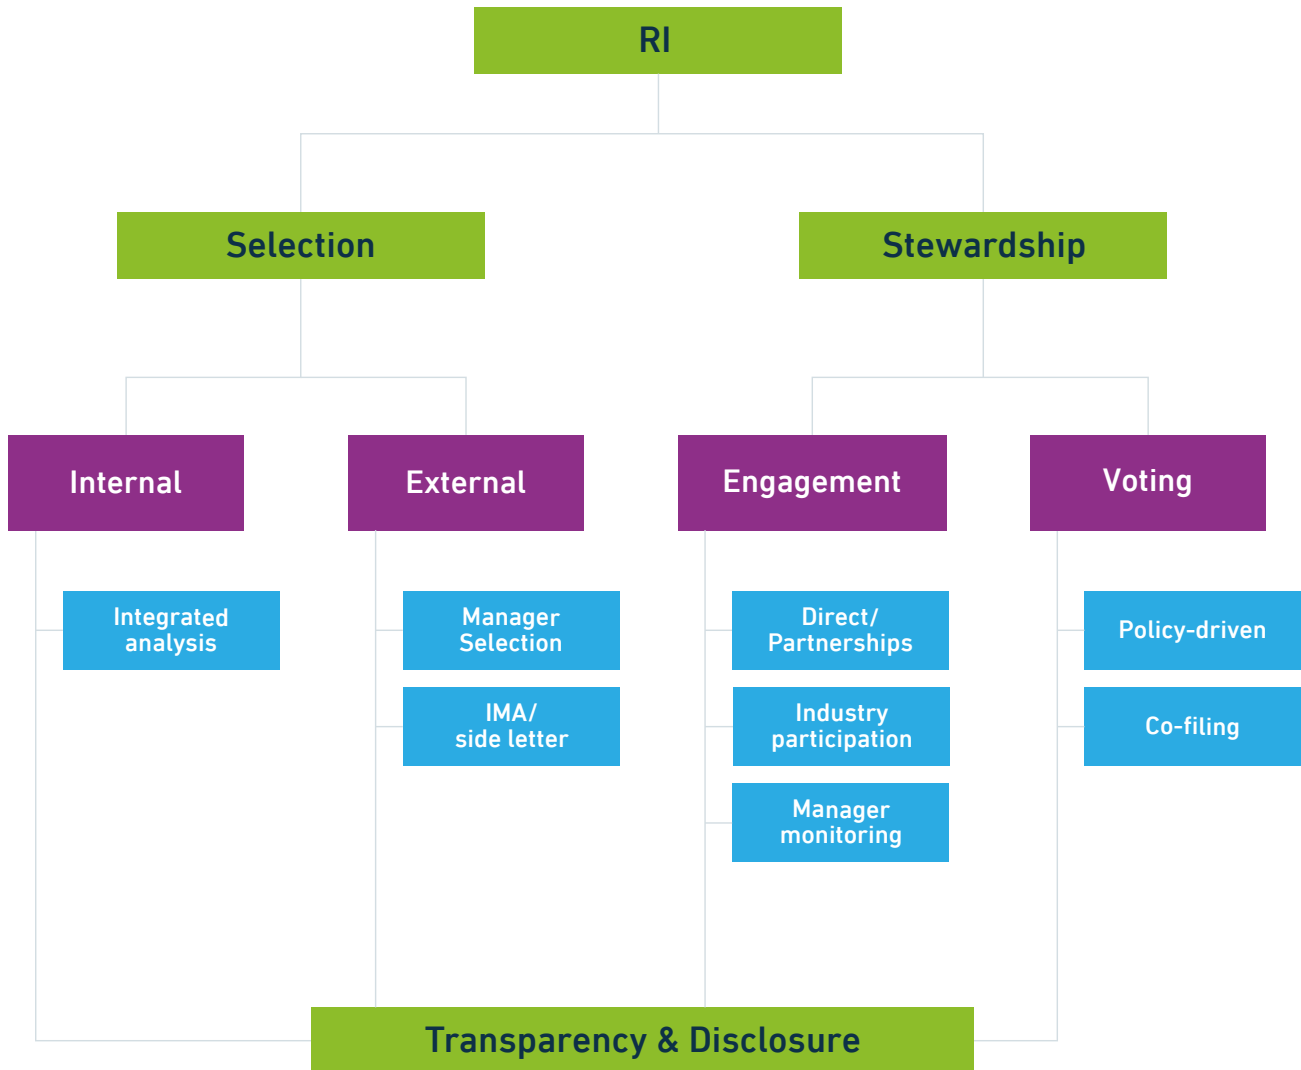 RI
Selection
Stewardship
Internal
External
Engagement
Voting
Integrated
analysis
Manager
Selection
Direct/
Partnerships
Policy-driven
IMA/
side letter
Industry
participation
Co-filing
Manager
monitoring
Transparency & Disclosure